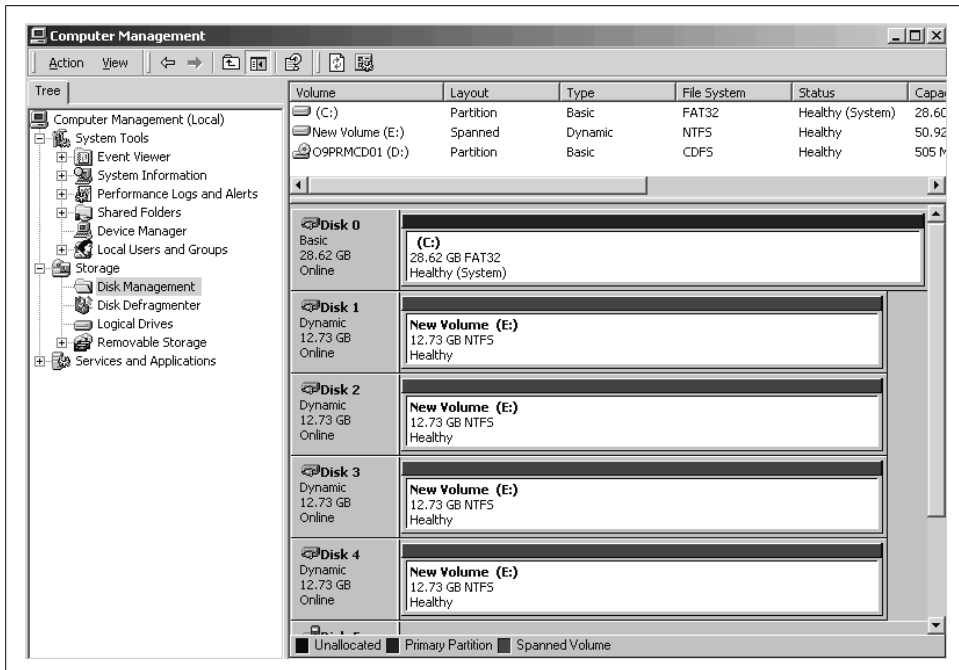 Computer Management
Action View
Tree
Computer Management (Local)
System Tools
Event Viewer
System Information
Performance Logs and Alerts
Shared Folders
Device Manager
Local Users and Groups
Storage
Disk Management
Disk Defragmenter
Logical Drives
Removable Storage
Services and Applications
Volume Layout Type File System Status Capa
(C:) Partition Basic FAT32 Healthy (System) 28.60
New Volume (E:) Spanned Dynamic NTFS Healthy 50.92
O9PRMCD01 (D:) Partition Basic CDFS Healthy 505 M
Disk 0
Basic
28.62 GB
Online
(C:)
28.62 GB FAT32
Healthy (System)
Disk 1
Dynamic
12.73 GB
Online
New Volume (E:)
12.73 GB NTFS
Healthy
Disk 2
Dynamic
12.73 GB
Online
New Volume (E:)
12.73 GB NTFS
Healthy
Disk 3
Dynamic
12.73 GB
Online
New Volume (E:)
12.73 GB NTFS
Healthy
Disk 4
Dynamic
12.73 GB
Online
New Volume (E:)
12.73 GB NTFS
Healthy
Unallocated Primary Partition Spanned Volume